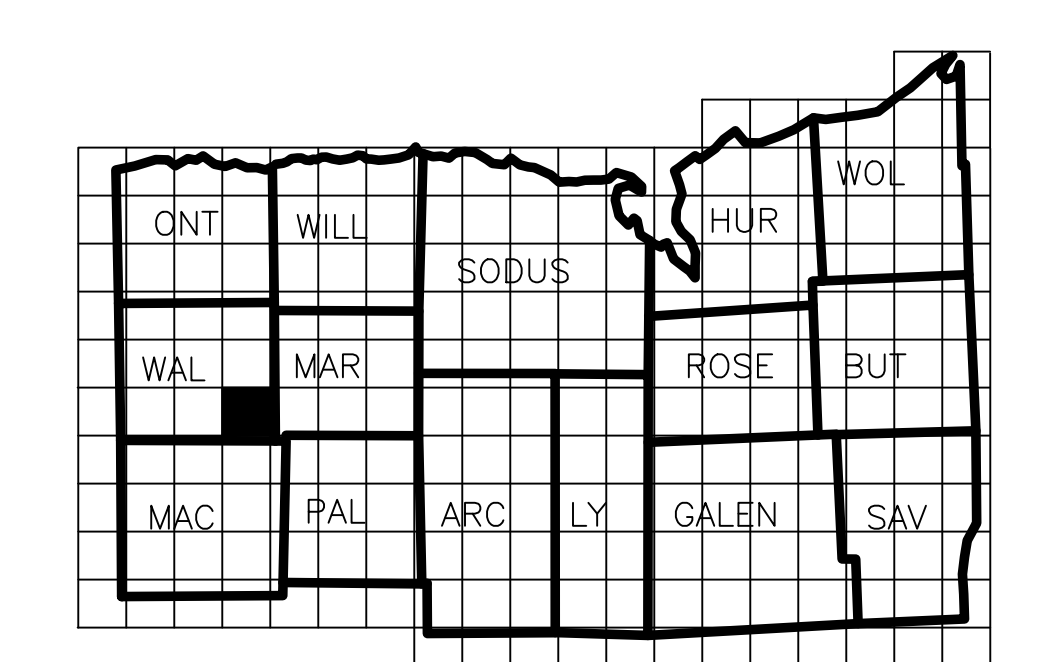 WOL
ONT WILL HUR
SODUS
WAL MAR ROSE BUT
MAC PAL ARC LY GALEN SAV